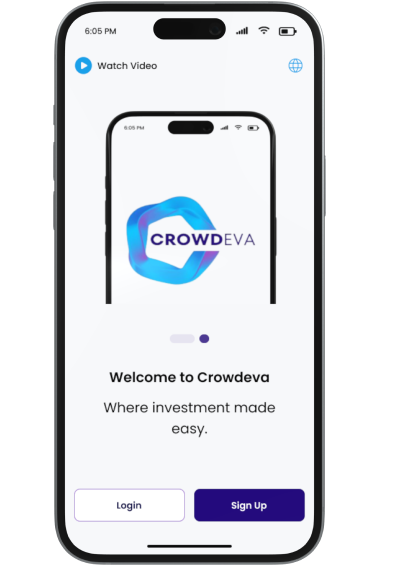 6:05 PM
Watch Video
6:05 PM
CROWDEVA
Welcome to Crowdeva
Where investment made
easy.
Login
Sign Up